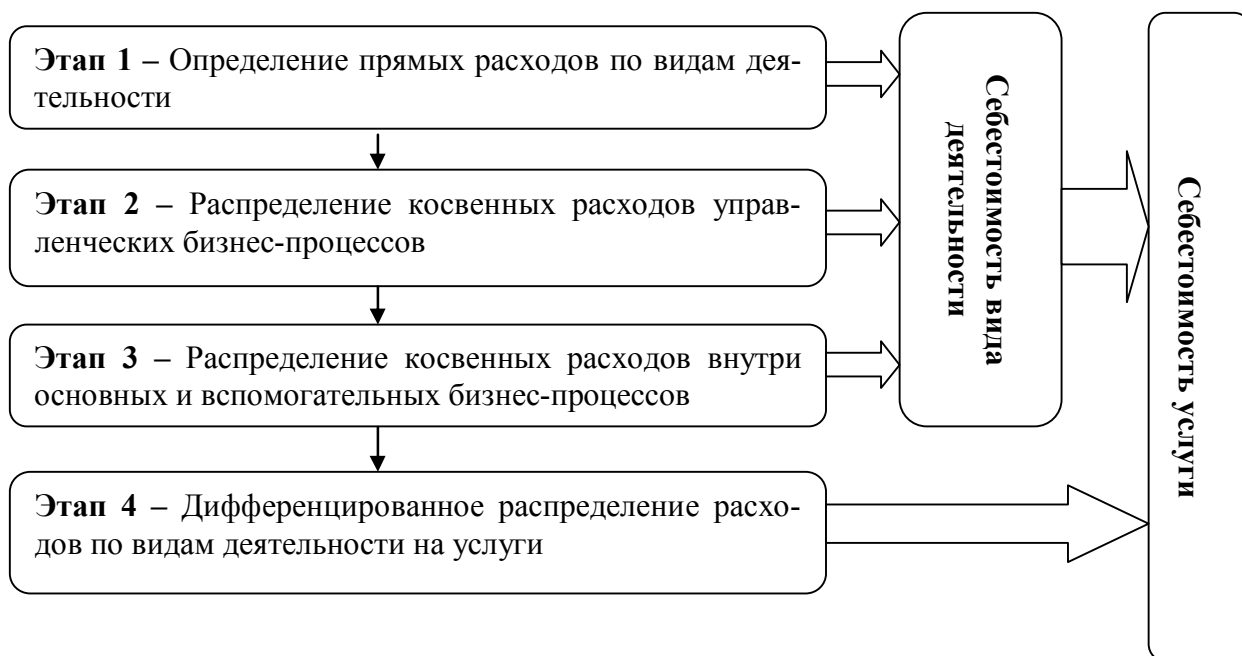 Этап 1 – Определение прямых расходов по видам дея-
тельности
Этап 2 – Распределение косвенных расходов управ-
ленческих бизнес-процессов
Этап 3 – Распределение косвенных расходов внутри
основных и вспомогательных бизнес-процессов
Этап 4 – Дифференцированное распределение расхо-
дов по видам деятельности на услуги
Себестоимость вида
деятельности
Себестоимость услуги